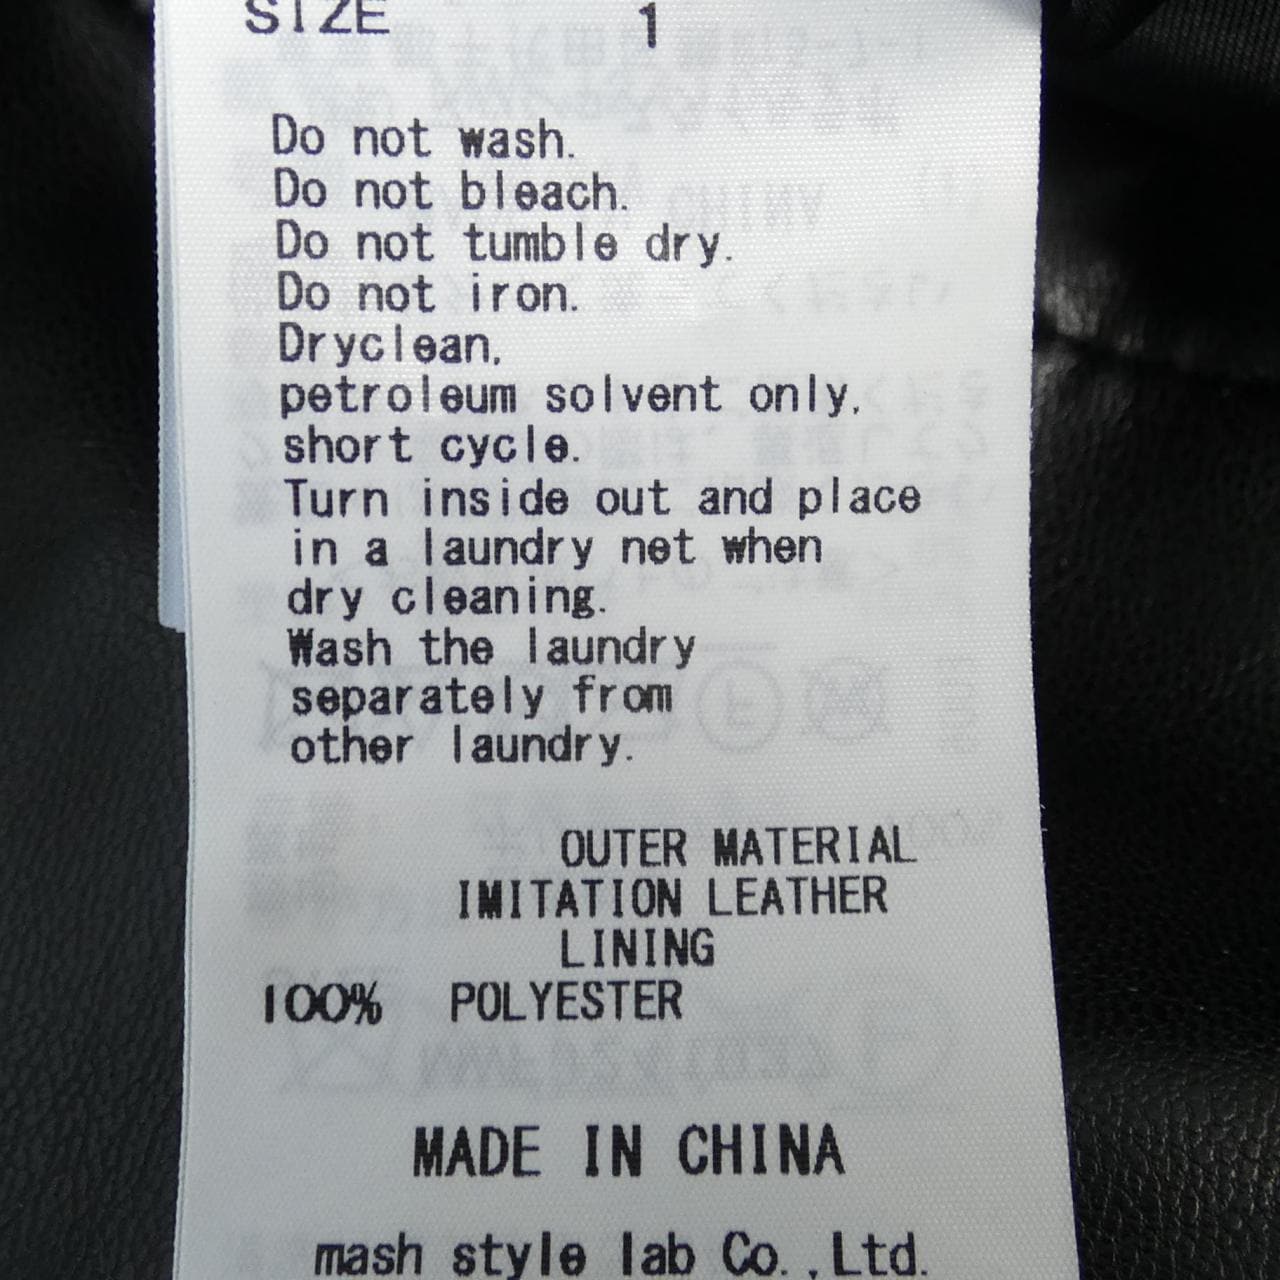 SIZE 1
Do not wash.
Do not bleach.
Do not tumble dry.
Do not iron.
Dryclean,
petroleum solvent only,
short cycle.
Turn inside out and place
in a laundry net when
dry cleaning.
Wash the laundry
separately from
other laundry.
OUTER MATERIAL
IMITATION LEATHER
LINING
100% POLYESTER
MADE IN CHINA
mash style lab Co.,Ltd.